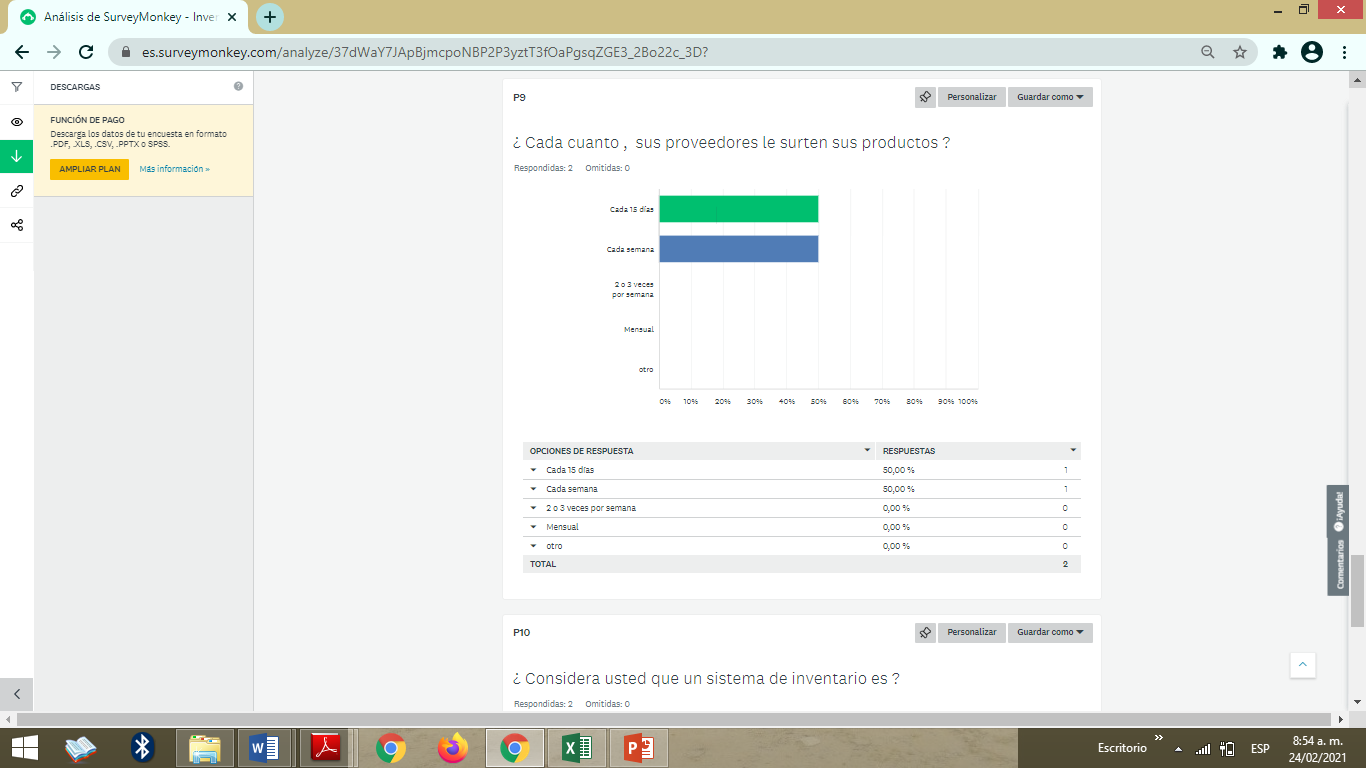 Análisis de SurveyMonkey - Inver
es.surveymonkey.com/analyze/37dWaY7JApBjmcpoNBP2P3yztT3fOaPgsqZGE3_2Bo22c_3D?
DESCARGAS
FUNCIÓN DE PAGO
Descarga los datos de tu encuesta en formato
.PDF, .XLS, .CSV, .PPTX o SPSS.
AMPLIAR PLAN Más información »
P9 Personalizar Guardar como
¿ Cada cuanto , sus proveedores le surten sus productos ?
Respondidas: 2 Omitidas: 0
Cada 15 días
Cada semana
2 o 3 veces
por semana
Mensual
otro
0% 10% 20% 30% 40% 50% 60% 70% 80% 90% 100%
OPCIONES DE RESPUESTA RESPUESTAS
Cada 15 días 50,00 % 1
Cada semana 50,00 % 1
2 o 3 veces por semana 0,00 % 0
Mensual 0,00 % 0
otro 0,00 % 0
TOTAL 2
P10 Personalizar Guardar como
¿ Considera usted que un sistema de inventario es ?
Respondidas: 2 Omitidas: 0
Comentarios ¡Ayuda!
Escritorio ESP 8:54 a. m.
24/02/2021